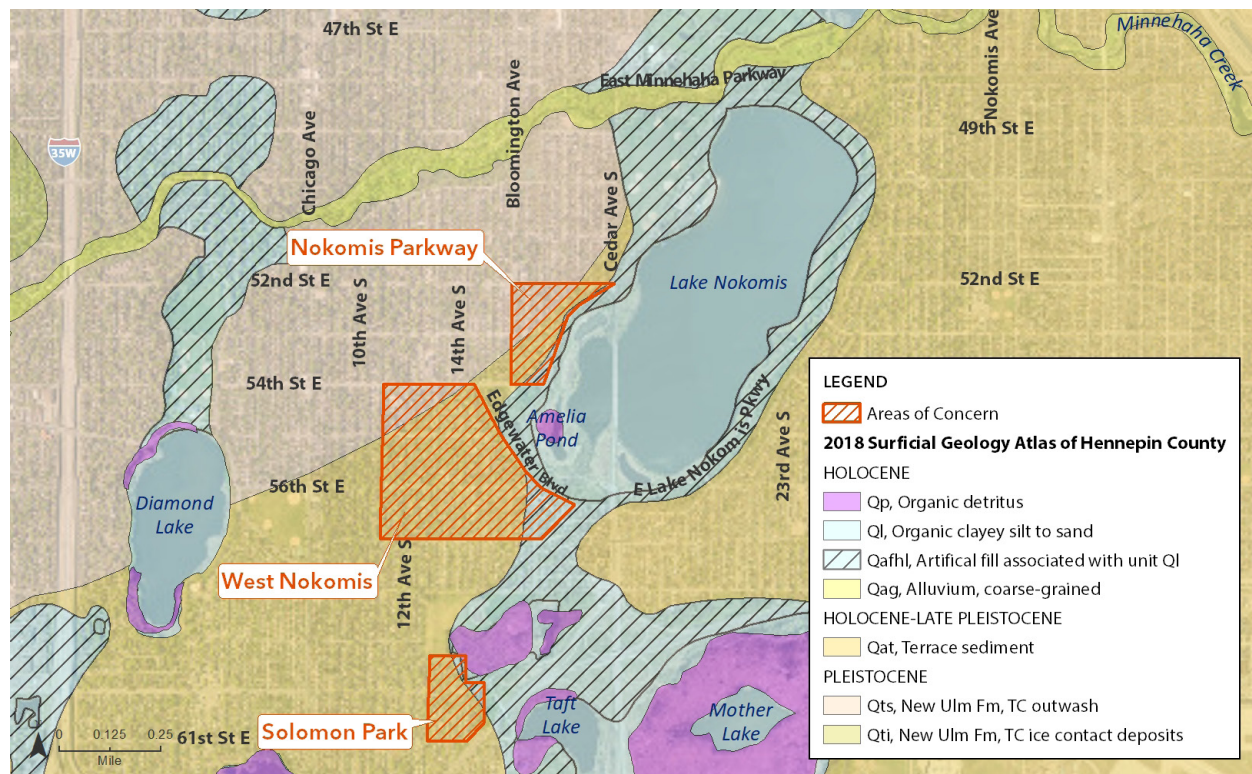 47th St E
Minnehaha Creek
Nokomis Ave
East Minnehaha Parkway
Bloomington Ave
49th St E
35W
Chicago Ave
Cedar Ave S
Nokomis Parkway
52nd St E
Lake Nokomis
52nd St E
10th Ave S
14th Ave S
54th St E
Edgewater Blvd
Amelia
Pond
E Lake Nokomis Pkwy
23rd Ave S
56th St E
Diamond
Lake
West Nokomis
12th Ave S
Solomon Park
Taft
Lake
Mother
Lake
61st St E
0 0.125 0.25
Mile
LEGEND
Areas of Concern
2018 Surficial Geology Atlas of Hennepin County
HOLOCENE
Qp, Organic detritus
Ql, Organic clayey silt to sand
Qafhl, Artifical fill associated with unit Ql
Qag, Alluvium, coarse-grained
HOLOCENE-LATE PLEISTOCENE
Qat, Terrace sediment
PLEISTOCENE
Qts, New Ulm Fm, TC outwash
Qti, New Ulm Fm, TC ice contact deposits